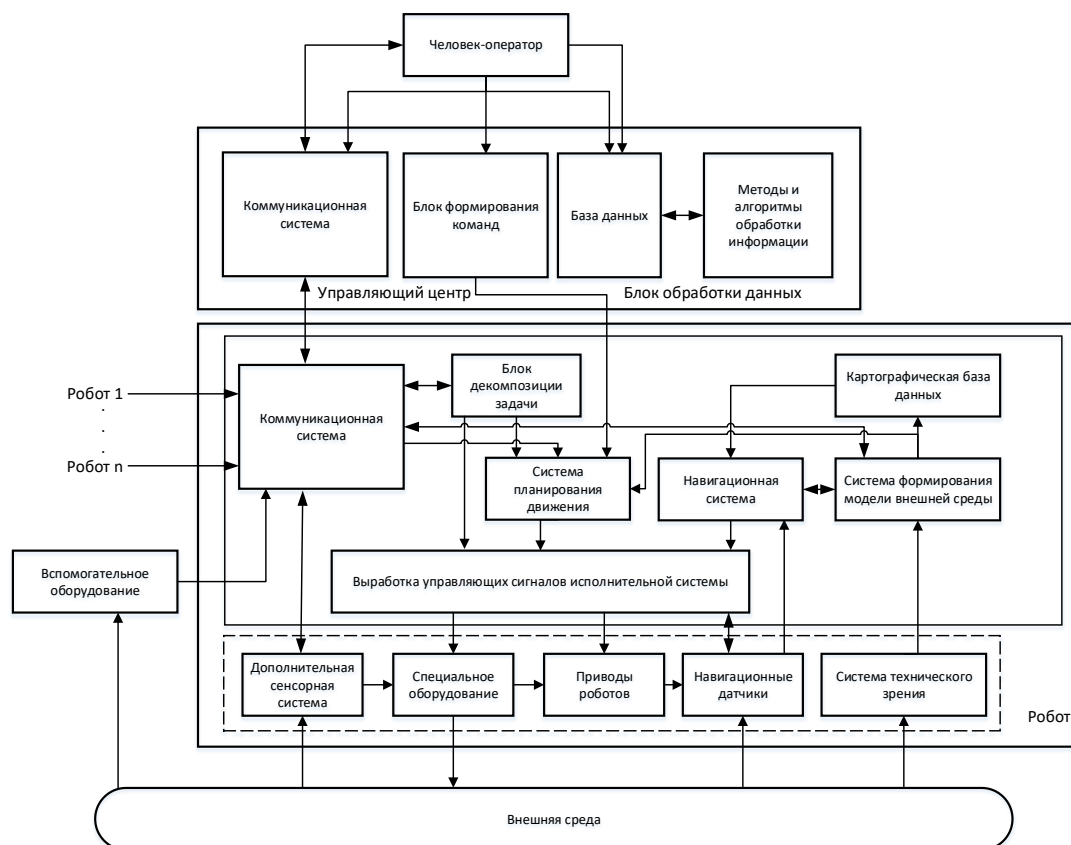 Человек-оператор
Коммуникационная
система
Блок формирования
команд
База данных
Методы и
алгоритмы
обработки
информации
Управляющий центр
Блок обработки данных
Робот 1
.
.
.
Робот n
Коммуникационная
система
Блок
декомпозиции
задачи
Картографическая база
данных
Система
планирования
движения
Навигационная
система
Система формирования
модели внешней среды
Вспомогательное
оборудование
Выработка управляющих сигналов исполнительной системы
Дополнительная
сенсорная
система
Специальное
оборудование
Приводы
роботов
Навигационные
датчики
Система технического
зрения
Робот
Внешняя среда